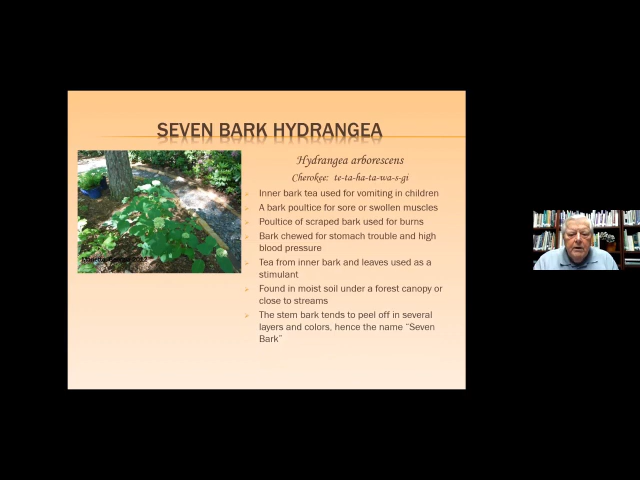 SEVEN BARK HYDRANGEA
Hydrangea arborescens
Cherokee: te-ta-ha-ta-wa-s-gi
Inner bark tea used for vomiting in children
A bark poultice for sore or swollen muscles
Poultice of scraped bark used for burns
Bark chewed for stomach trouble and high
blood pressure
Tea from inner bark and leaves used as a
stimulant
Found in moist soil under a forest canopy or
close to streams
The stem bark tends to peel off in several
layers and colors, hence the name “Seven
Bark”